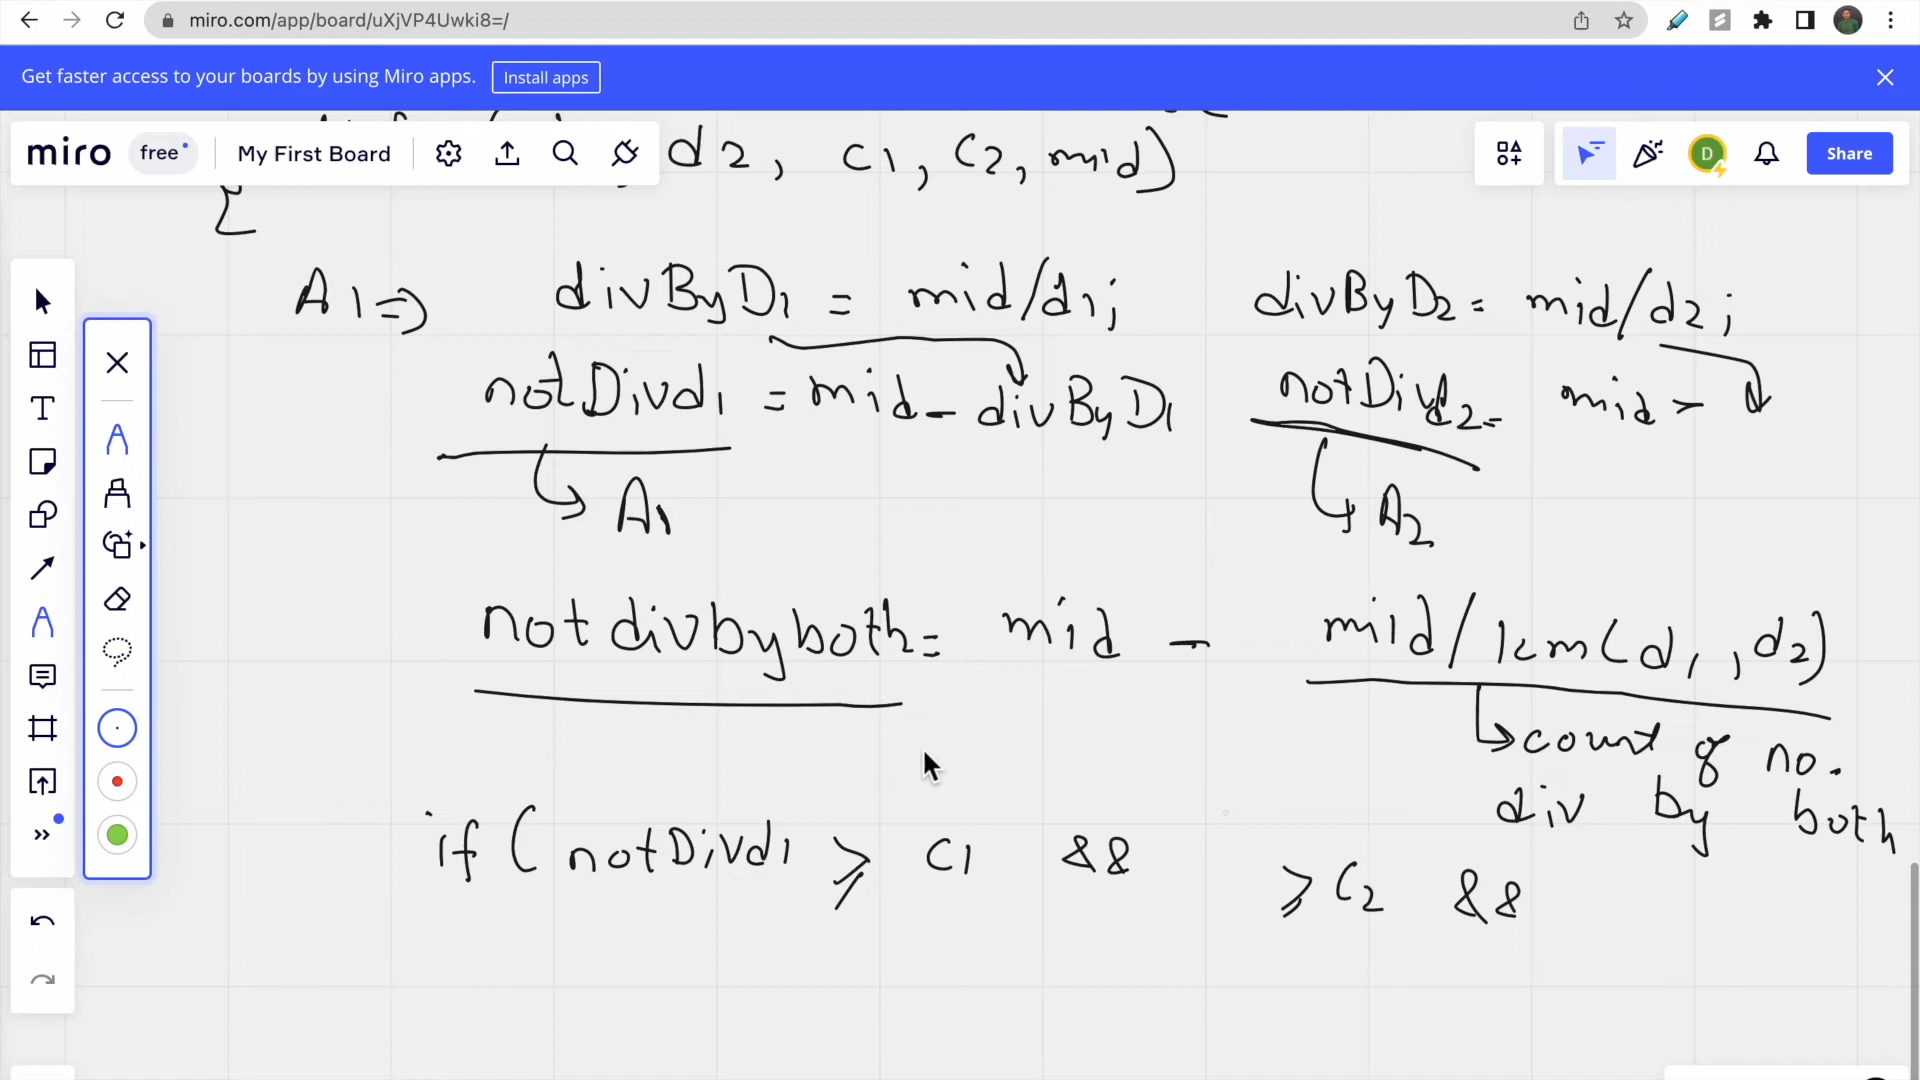 miro.com/app/board/uXjVP4Uwki8=/
Get faster access to your boards by using Miro apps. Install apps
miro free My First Board
D Share
d2, c1, c2, mid)
{
A1 => divByD1 = mid/d1; divByD2 = mid/d2;
notDivd1 = mid - divByD1 notDivd2 = mid -
A1 A2
notdivbyboth = mid - mid/lcm(d1,d2)
count of no.
div by both
if (notDivd1 ⩾ c1 && ⩾ c2 &&